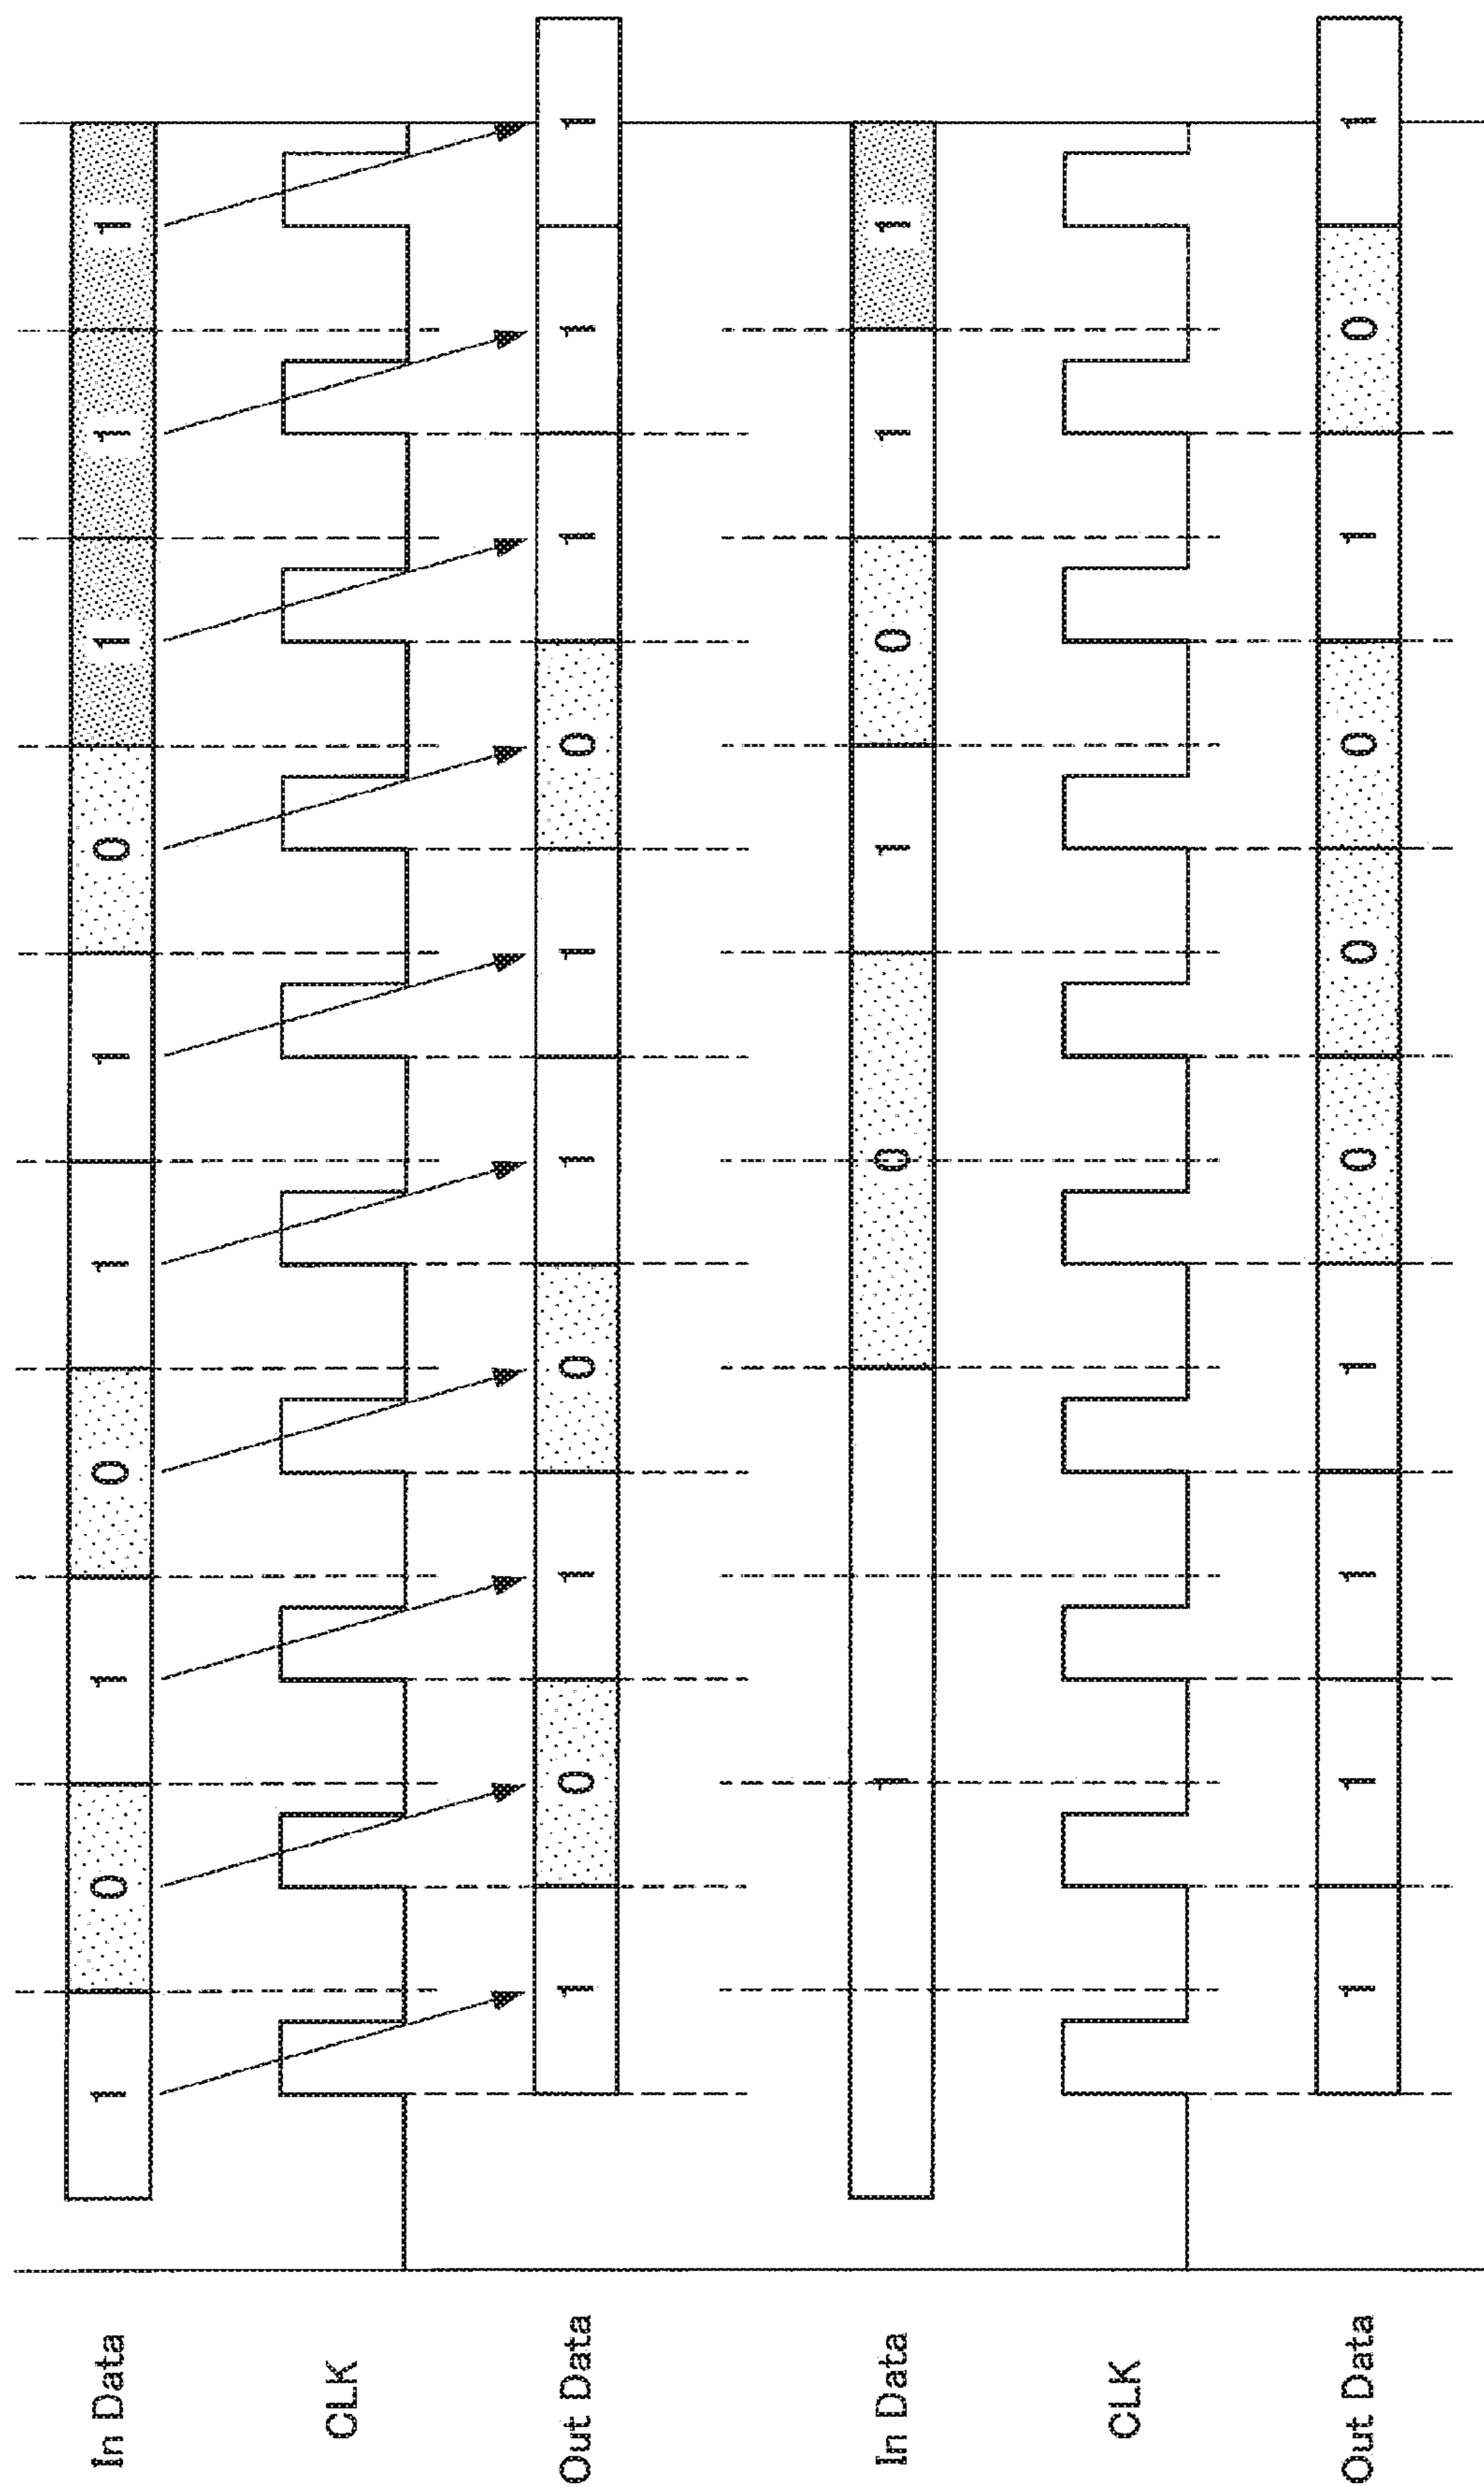 In Data 1 0 1 0 1 1 0 1 1 1
CLK
Out Data 1 0 1 0 1 1 0 1 1 1
In Data 1 0 1 0 1 1
CLK
Out Data 1 1 1 1 0 0 0 1 0 1